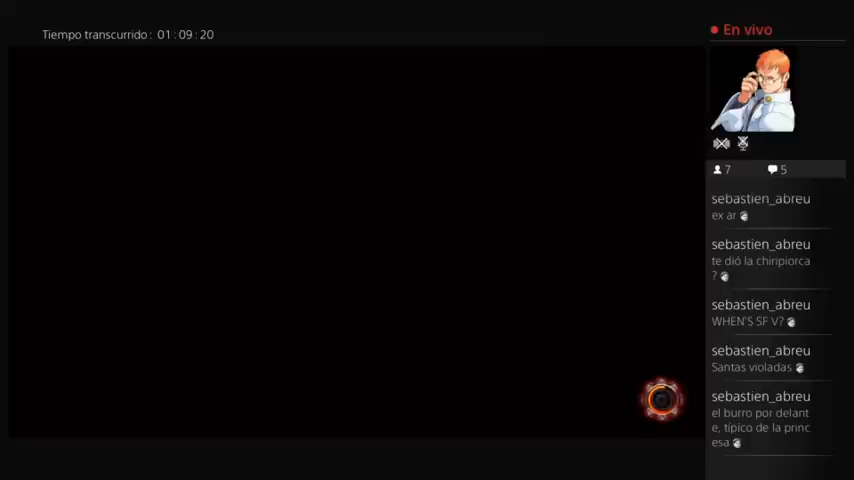 Tiempo transcurrido: 01:09:20
En vivo
7
5
sebastien_abreu
ex ar
sebastien_abreu
te dió la chiripiorca
?
sebastien_abreu
WHEN'S SF V?
sebastien_abreu
Santas violadas
sebastien_abreu
el burro por delant
e, típico de la princ
esa